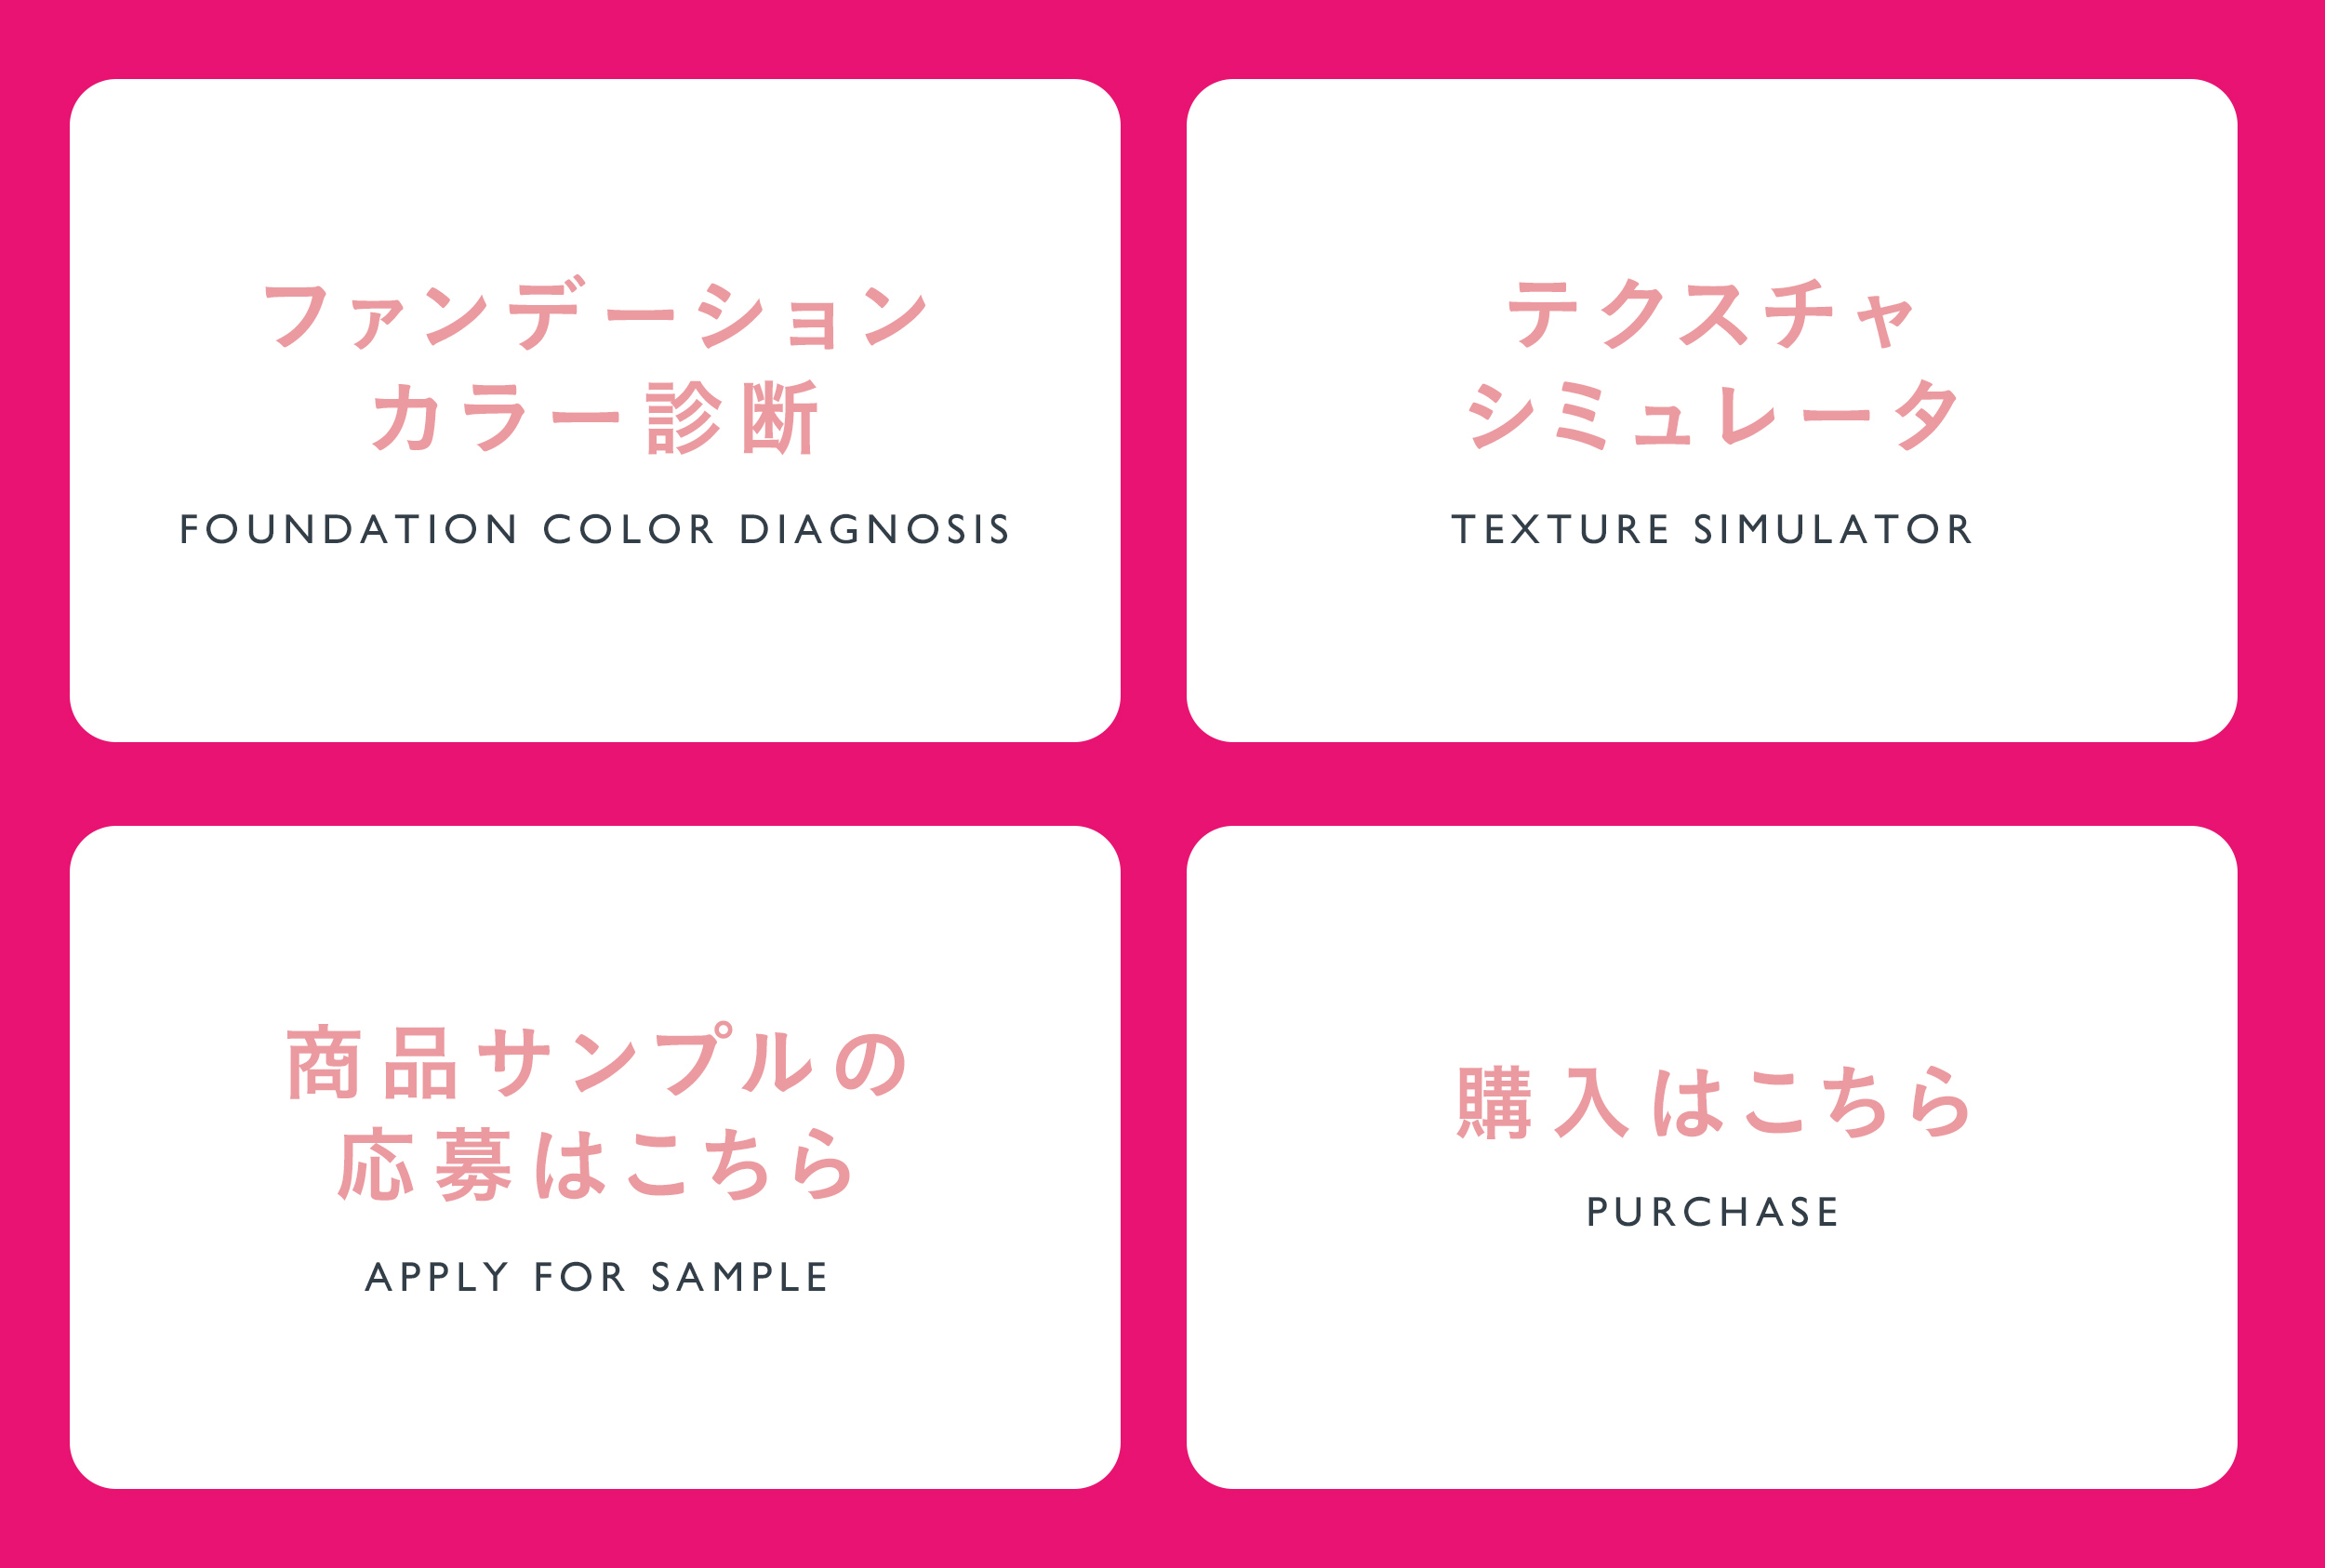 ファンデーション
カラー診断
FOUNDATION COLOR DIAGNOSIS
テクスチャ
シミュレータ
TEXTURE SIMULATOR
商品サンプルの
応募はこちら
APPLY FOR SAMPLE
購入はこちら
PURCHASE